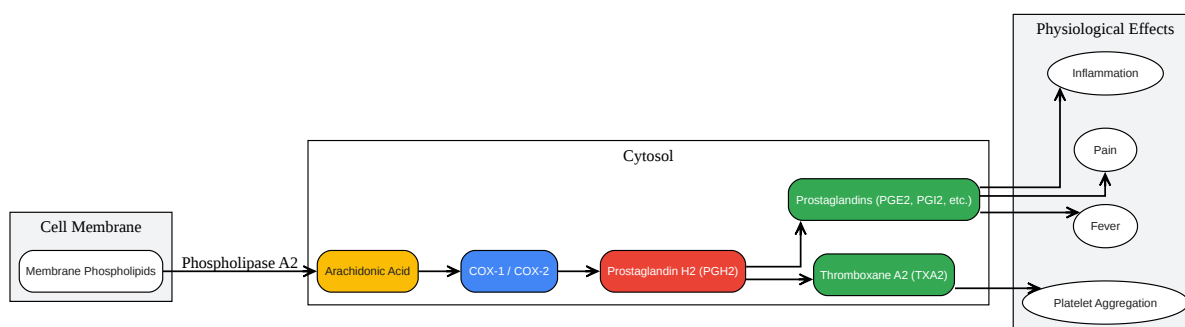 Physiological Effects
Inflammation
Cytosol
Pain
Prostaglandins (PGE2, PGI2, etc.)
Cell Membrane
Fever
Phospholipase A2
Membrane Phospholipids
Arachidonic Acid
COX-1 / COX-2
Prostaglandin H2 (PGH2)
Thromboxane A2 (TXA2)
Platelet Aggregation